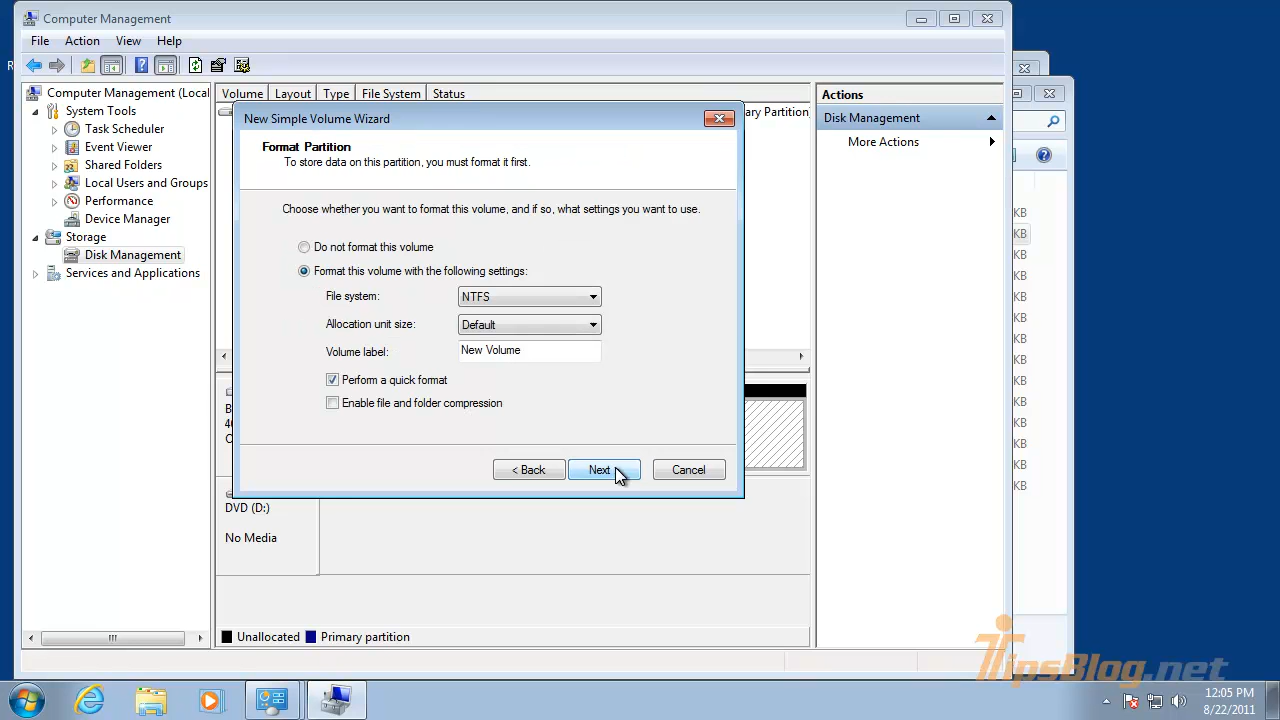 Computer Management
File Action View Help
R
Computer Management (Local
System Tools
Task Scheduler
Event Viewer
Shared Folders
Local Users and Groups
Performance
Device Manager
Storage
Disk Management
Services and Applications
Volume Layout Type File System Status
ary Partition
New Simple Volume Wizard
Format Partition
To store data on this partition, you must format it first.
Choose whether you want to format this volume, and if so, what settings you want to use.
Do not format this volume
Format this volume with the following settings:
File system: NTFS
Allocation unit size: Default
Volume label: New Volume
Perform a quick format
Enable file and folder compression
< Back Next Cancel
B
4
O
DVD (D:)
No Media
Unallocated Primary partition
Actions
Disk Management
More Actions
KB
KB
KB
KB
KB
KB
KB
KB
KB
KB
KB
KB
KB
KB
TipsBlog.net
12:05 PM
8/22/2011